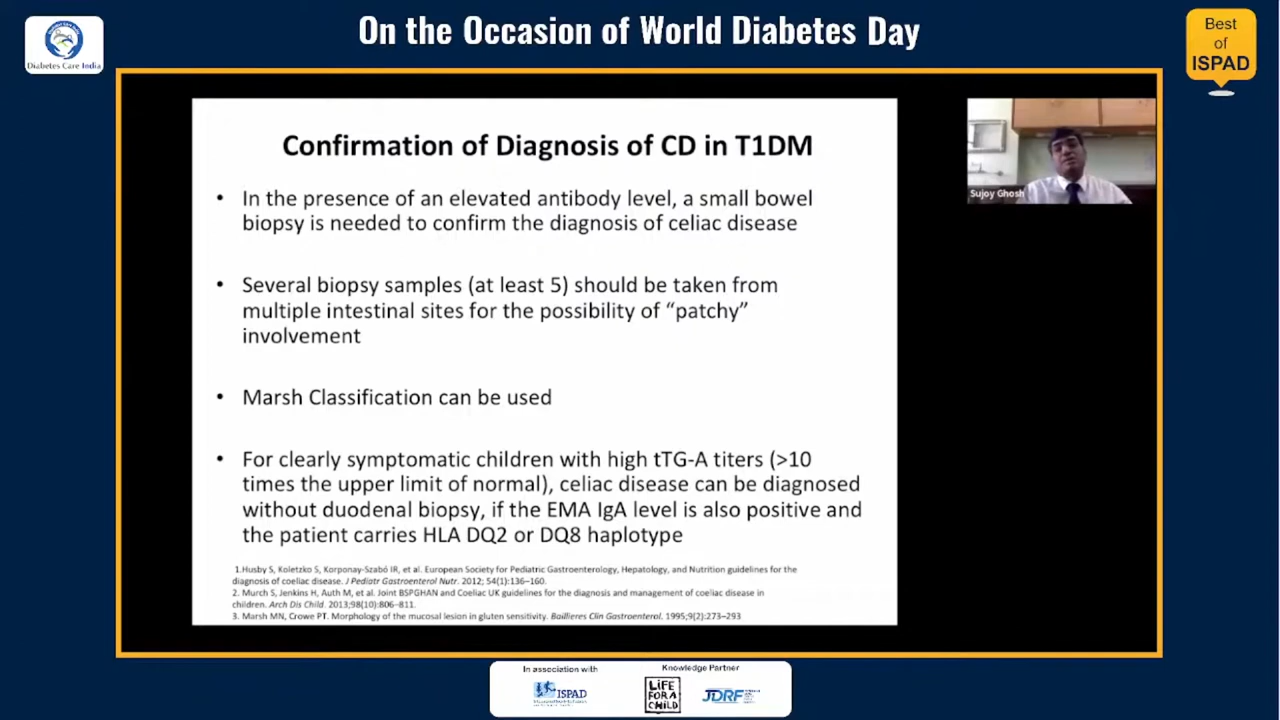 On the Occasion of World Diabetes Day
Diabetes Care India
Best
of
ISPAD
Confirmation of Diagnosis of CD in T1DM
• In the presence of an elevated antibody level, a small bowel
biopsy is needed to confirm the diagnosis of celiac disease
• Several biopsy samples (at least 5) should be taken from
multiple intestinal sites for the possibility of “patchy”
involvement
• Marsh Classification can be used
• For clearly symptomatic children with high tTG-A titers (>10
times the upper limit of normal), celiac disease can be diagnosed
without duodenal biopsy, if the EMA IgA level is also positive and
the patient carries HLA DQ2 or DQ8 haplotype
1.Husby S, Koletzko S, Korponay-Szabó IR, et al. European Society for Pediatric Gastroenterology, Hepatology, and Nutrition guidelines for the
diagnosis of coeliac disease. J Pediatr Gastroenterol Nutr. 2012; 54(1):136–160.
2. Murch S, Jenkins H, Auth M, et al. Joint BSPGHAN and Coeliac UK guidelines for the diagnosis and management of coeliac disease in
children. Arch Dis Child. 2013;98(10):806–811.
3. Marsh MN, Crowe PT. Morphology of the mucosal lesion in gluten sensitivity. Baillieres Clin Gastroenterol. 1995;9(2):273–293
Sujoy Ghosh
In association with
ISPAD
Knowledge Partner
LiFE
FOR A
CHiLD
JDRF